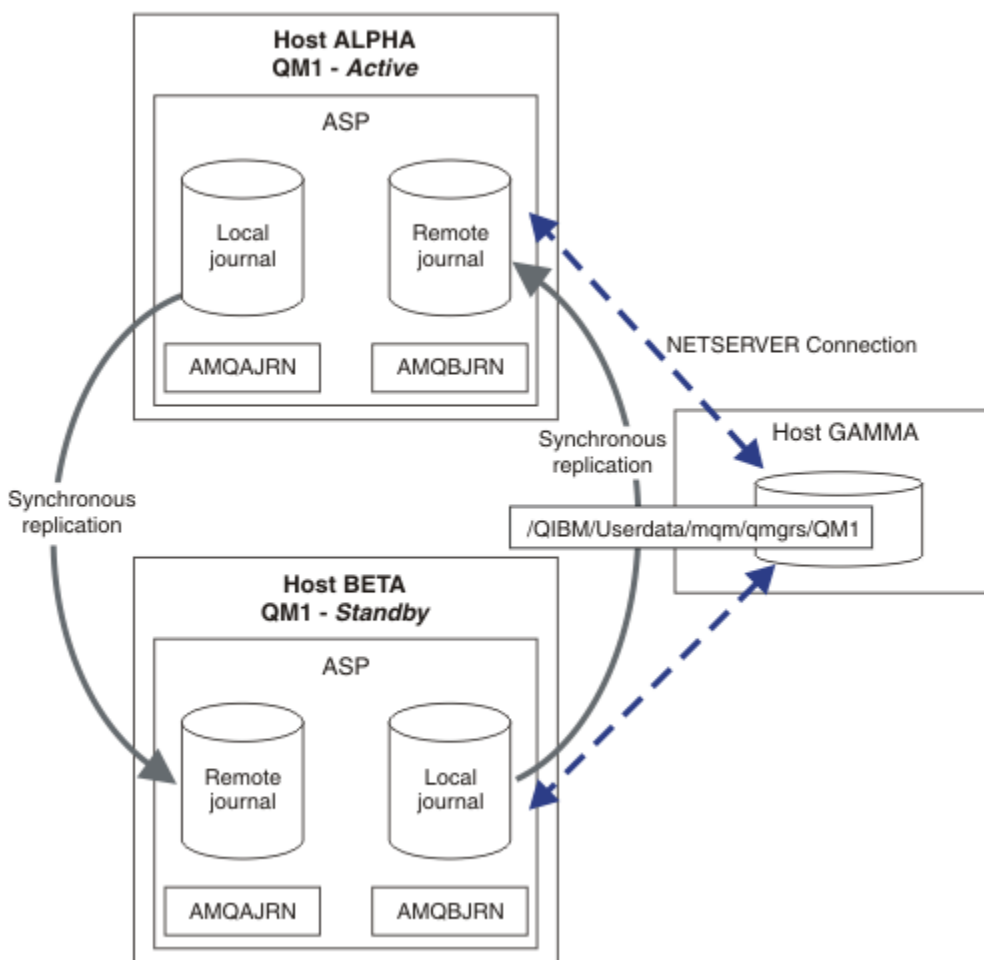 Host ALPHA
QM1 - Active
ASP
Local
journal
Remote
journal
AMQAJRN
AMQBJRN
NETSERVER Connection
Host GAMMA
/QIBM/Userdata/mqm/qmgrs/QM1
Synchronous
replication
Synchronous
replication
Host BETA
QM1 - Standby
ASP
Remote
journal
Local
journal
AMQAJRN
AMQBJRN